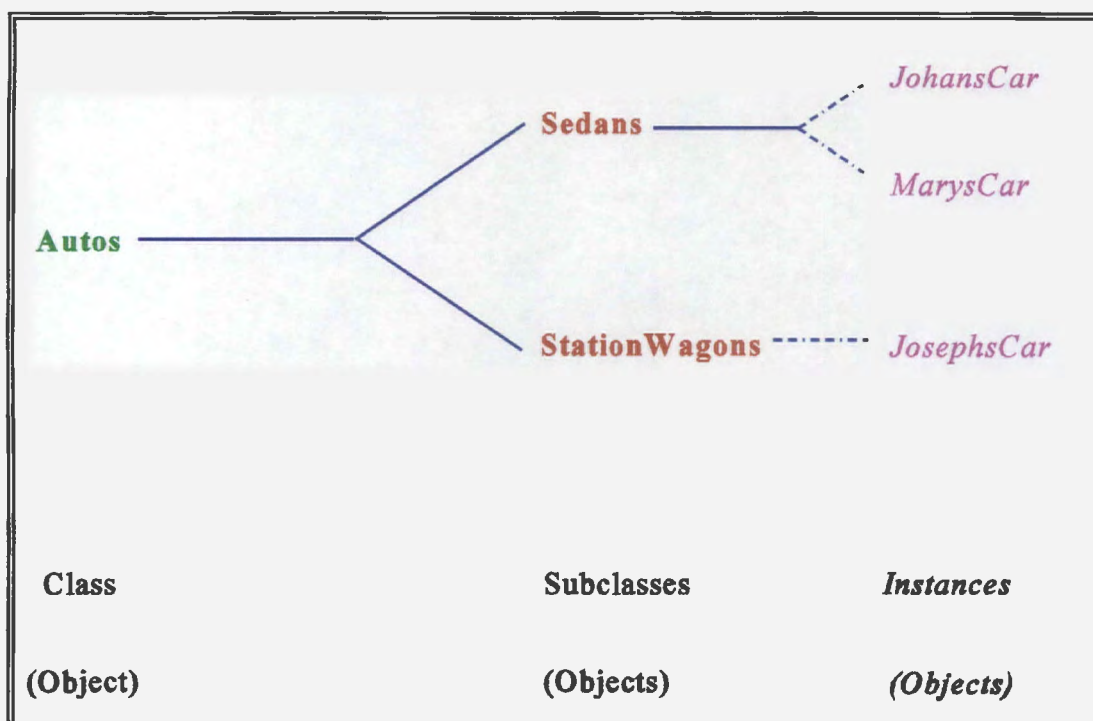 JohansCar
Sedans
MarysCar
Autos
StationWagons JosephsCar
Class Subclasses Instances
(Object) (Objects) (Objects)